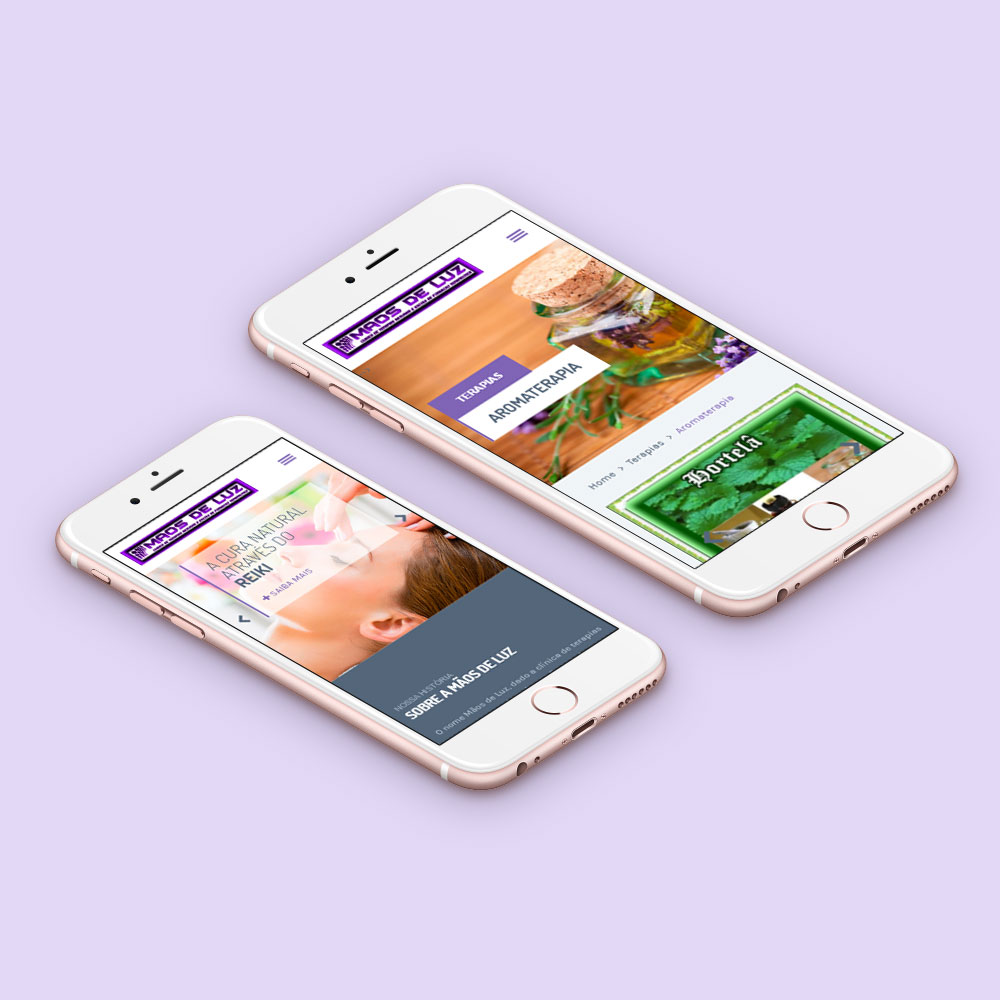 MÃOS DE LUZ
TERAPIAS
AROMATERAPIA
Home > Terapias > Aromaterapia
Hortelã
MÃOS DE LUZ
A CURA NATURAL
ATRAVÉS DO
REIKI
+ SAIBA MAIS
NOSSA HISTÓRIA
SOBRE A MÃOS DE LUZ
O nome Mãos de Luz, dado a clínica de terapias